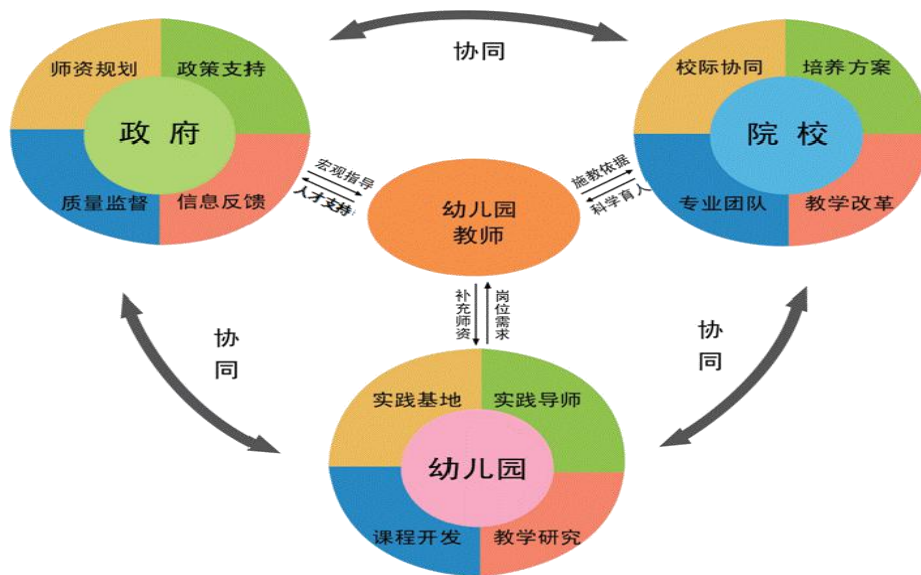 协同
师资规划
政策支持
政府
质量监督
信息反馈
校际协同
培养方案
院校
专业团队
教学改革
宏观指导
人才支持
施教依据
科学育人
幼儿园
教师
补充师资
岗位需求
协
同
协
同
实践基地
实践导师
幼儿园
课程开发
教学研究